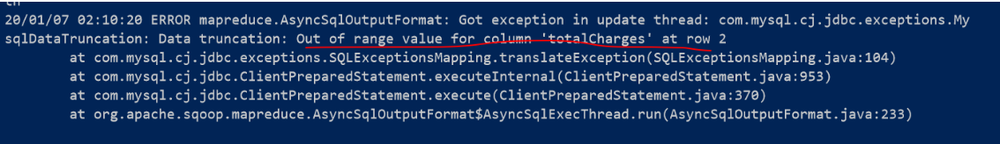 20/01/07 02:10:20 ERROR mapreduce.AsyncSqlOutputFormat: Got exception in update thread: com.mysql.cj.jdbc.exceptions.My
sqlDataTruncation: Data truncation: Out of range value for column 'totalCharges' at row 2
at com.mysql.cj.jdbc.exceptions.SQLExceptionsMapping.translateException(SQLExceptionsMapping.java:104)
at com.mysql.cj.jdbc.ClientPreparedStatement.executeInternal(ClientPreparedStatement.java:953)
at com.mysql.cj.jdbc.ClientPreparedStatement.execute(ClientPreparedStatement.java:370)
at org.apache.sqoop.mapreduce.AsyncSqlOutputFormat$AsyncSqlExecThread.run(AsyncSqlOutputFormat.java:233)